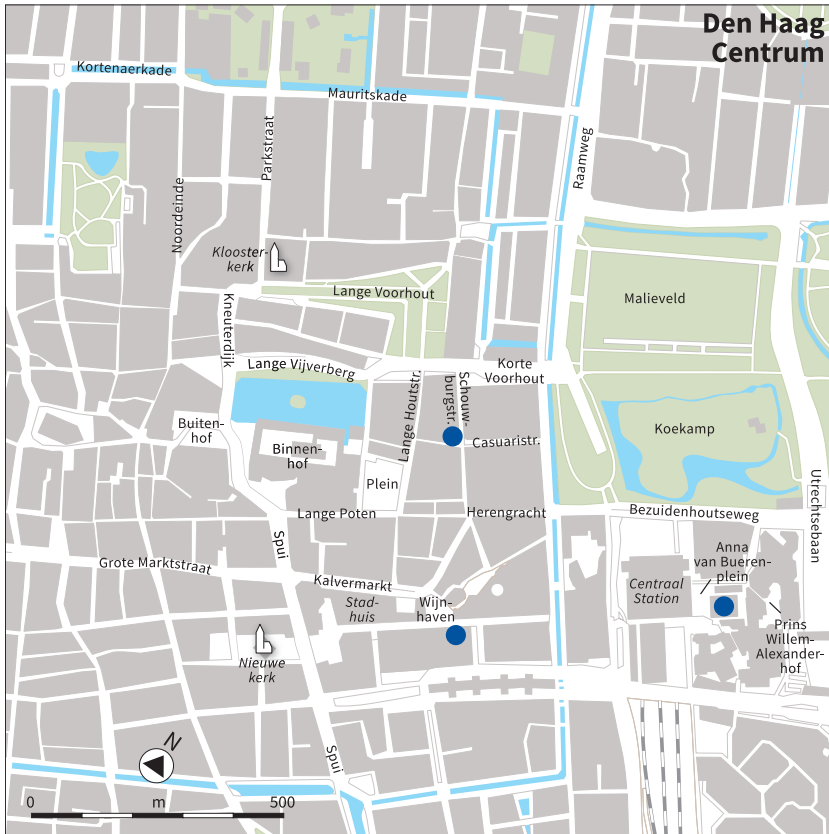 Den Haag
Centrum
Kortenaerkade
Mauritskade
Parkstraat
Raamweg
Noordeinde
Klooster-
kerk
Lange Voorhout
Malieveld
Kneuterdijk
Lange Vijverberg
Korte
Voorhout
Lange Houtstr.
Schouw-
burgstr.
Buiten-
hof
Binnen-
hof
Casuaristr.
Koekamp
Plein
Utrechtsebaan
Lange Poten
Herengracht
Bezuidenhoutseweg
Spui
Grote Marktstraat
Kalvermarkt
Stad-
huis
Wijn-
haven
Centraal
Station
Anna
van Bueren-
plein
Prins
Willem-
Alexander-
hof
Nieuwe
kerk
Spui
N
0 m 500